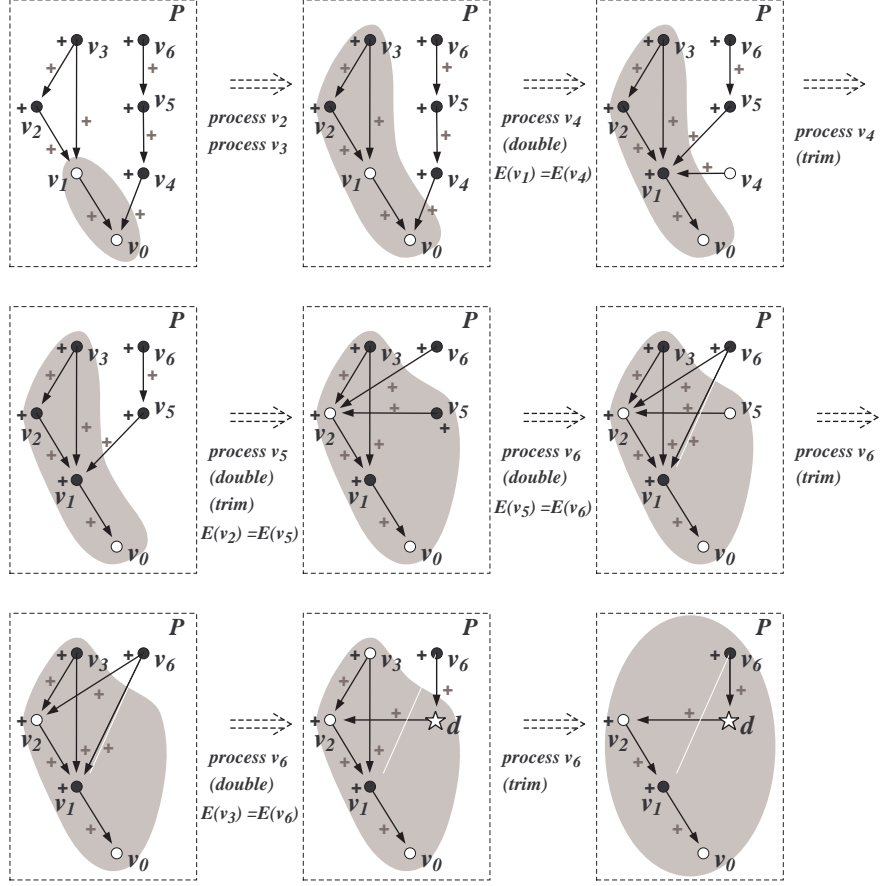 P P P
+ v3 + v6 + v3 + v6 + v3 + v6
+ + + + + +
+ v2 + v5 process v2 + v2 + v5 process v4 + v2 + v5 process v4
+ + process v3 + + (double) + + (trim)
+ v1 + v4 v1 + v4 E(v1) =E(v4) + v1 + v4
+ + + + +
v0 v0 v0
P P P
+ v3 + v6 + v3 + v6 + v3 + v6
+ + + + + +
+ v2 + v5 process v5 + v2 + v5 process v6 + v2 + v5 process v6
+ + + (double) + + (double) + + + (trim)
+ v1 (trim) + v1 E(v5) =E(v6) + v1
+ E(v2) =E(v5) + +
v0 v0 v0
P P P
+ v3 + v6 + v3 + v6 + v6
+ + + + +
+ v2 process v6 + v2 + d process v6 + v2 + d
+ + + (double) + + (trim) +
+ v1 E(v3) =E(v6) + v1 + v1
+ + +
v0 v0 v0